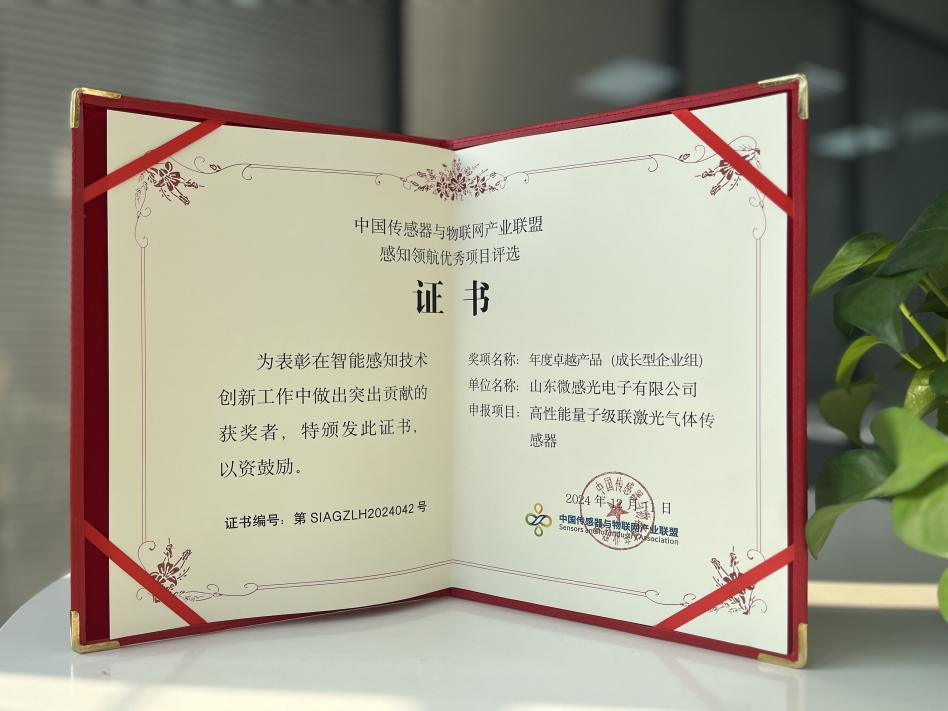 中国传感器与物联网产业联盟
感知领航优秀项目评选
证书
为表彰在智能感知技术
创新工作中做出突出贡献的
获奖者，特颁发此证书，
以资鼓励。
证书编号：第 SIAGZLH2024042 号
奖项名称：年度卓越产品（成长型企业组）
单位名称：山东微感光电子有限公司
申报项目：高性能量子级联激光气体传
感器
2024 年 12 月 11 日
中国传感器与物联网产业联盟
Sensors and IoT Industry Association